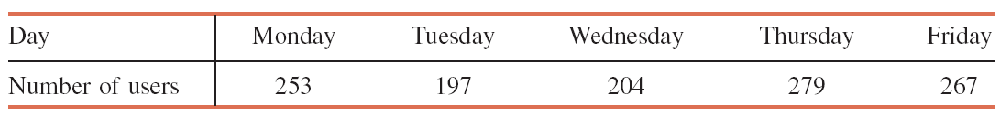 Day Monday Tuesday Wednesday Thursday Friday
Number of users 253 197 204 279 267